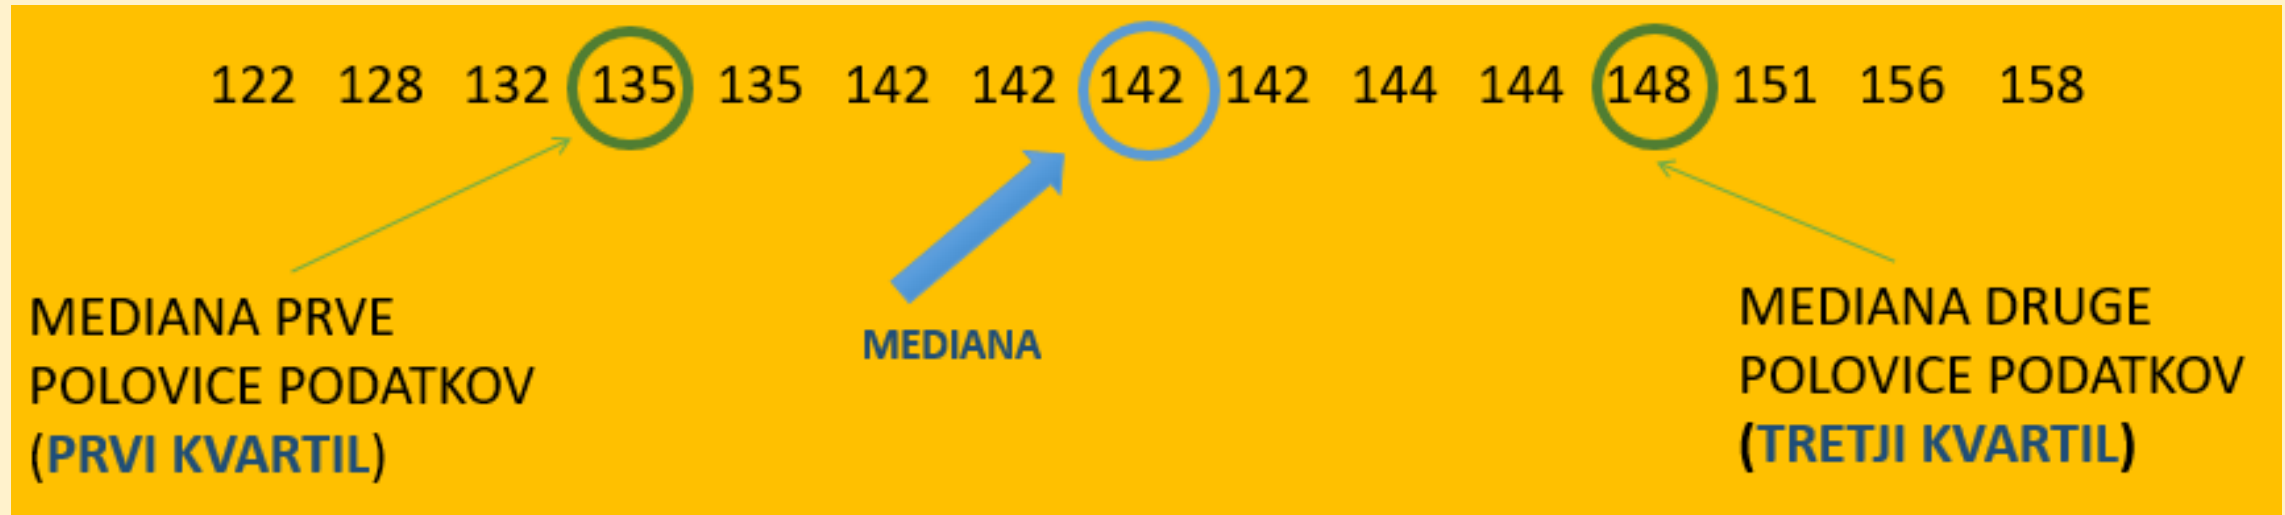 122 128 132 135 135 142 142 142 142 144 144 148 151 156 158
MEDIANA PRVE
POLOVICE PODATKOV
(PRVI KVARTIL)
MEDIANA
MEDIANA DRUGE
POLOVICE PODATKOV
(TRETJI KVARTIL)